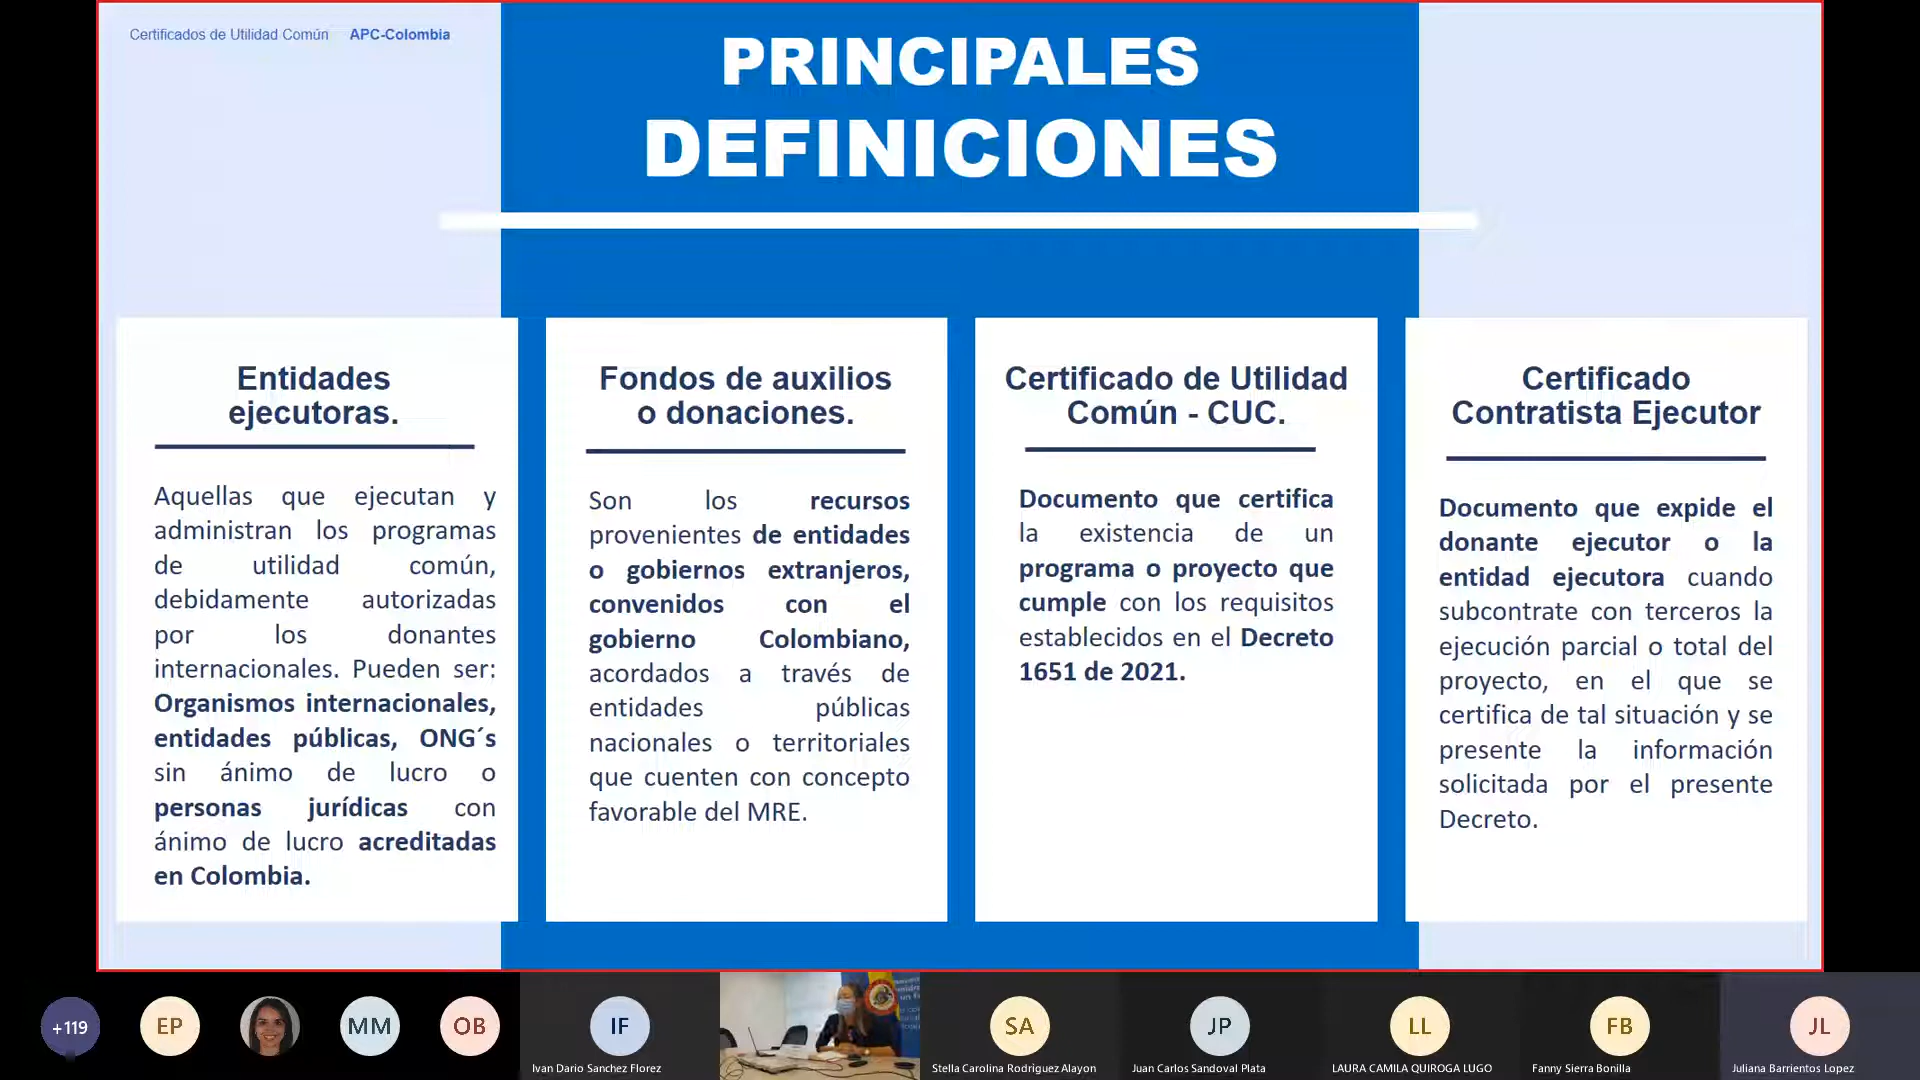 Certificados de Utilidad Común APC-Colombia
PRINCIPALES
DEFINICIONES
Entidades
ejecutoras.
Aquellas que ejecutan y
administran los programas
de utilidad común,
debidamente autorizadas
por los donantes
internacionales. Pueden ser:
Organismos internacionales,
entidades públicas, ONG´s
sin ánimo de lucro o
personas jurídicas con
ánimo de lucro acreditadas
en Colombia.
Fondos de auxilios
o donaciones.
Son los recursos
provenientes de entidades
o gobiernos extranjeros,
convenidos con el
gobierno Colombiano,
acordados a través de
entidades públicas
nacionales o territoriales
que cuenten con concepto
favorable del MRE.
Certificado de Utilidad
Común - CUC.
Documento que certifica
la existencia de un
programa o proyecto que
cumple con los requisitos
establecidos en el Decreto
1651 de 2021.
Certificado
Contratista Ejecutor
Documento que expide el
donante ejecutor o la
entidad ejecutora cuando
subcontrate con terceros la
ejecución parcial o total del
proyecto, en el que se
certifica de tal situación y se
presente la información
solicitada por el presente
Decreto.
+119
EP
MM
OB
IF
SA
JP
LL
FB
JL
Ivan Dario Sanchez Florez
Stella Carolina Rodriguez Alayon
Juan Carlos Sandoval Plata
LAURA CAMILA QUIROGA LUGO
Fanny Sierra Bonilla
Juliana Barrientos Lopez